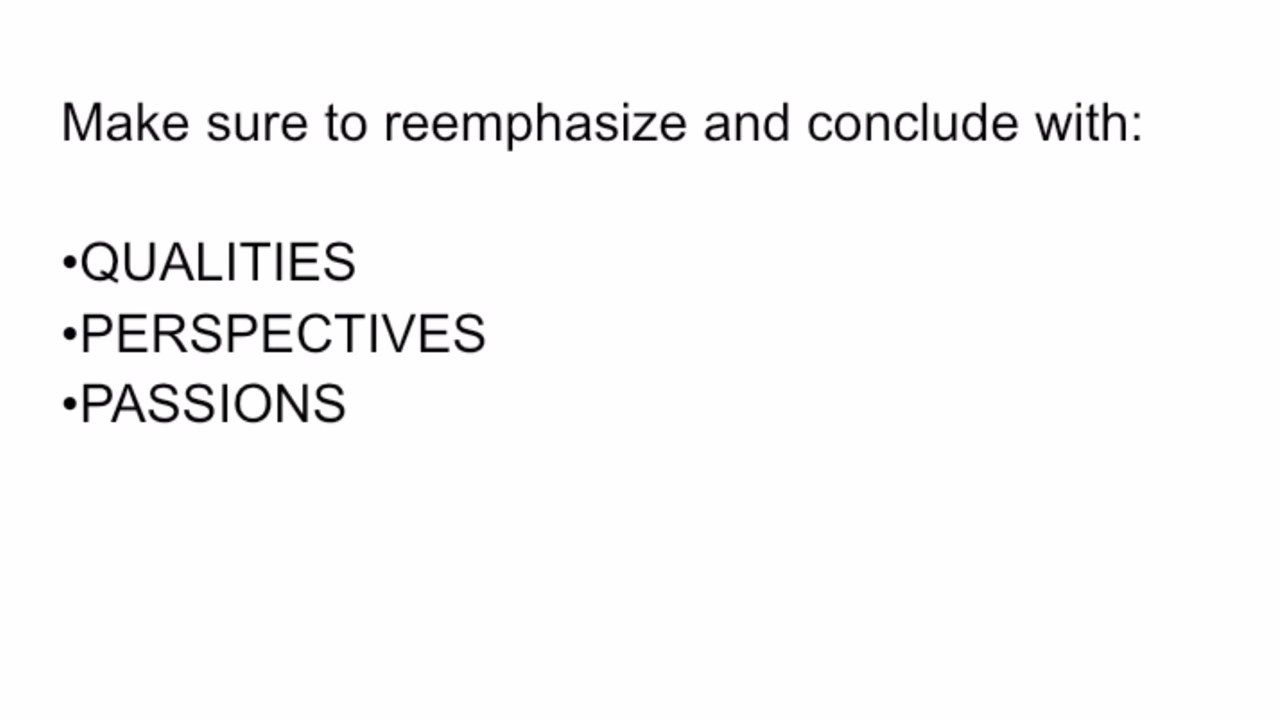 Make sure to reemphasize and conclude with:
•QUALITIES
•PERSPECTIVES
•PASSIONS